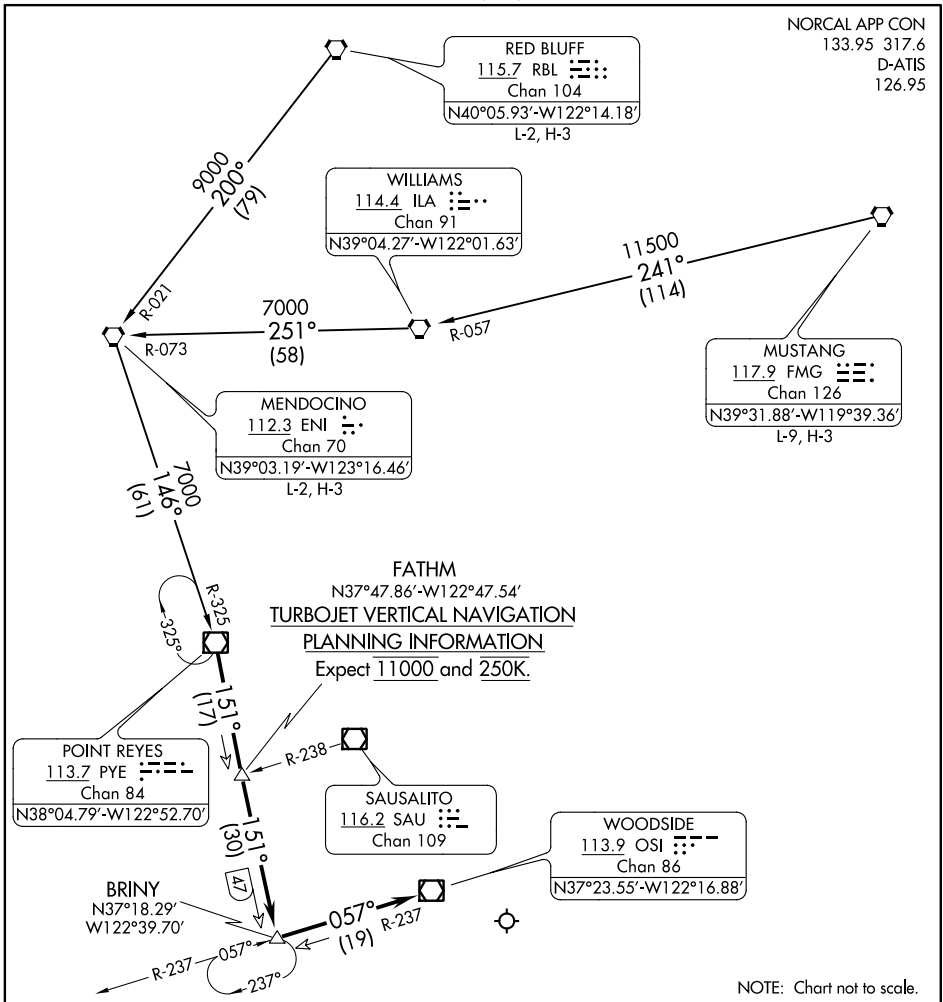 NORCAL APP CON
133.95 317.6
D-ATIS
126.95
RED BLUFF
115.7 RBL
Chan 104
N40°05.93'-W122°14.18'
L-2, H-3
9000
200°
(79)
R-021
WILLIAMS
114.4 ILA
Chan 91
N39°04.27'-W122°01.63'
11500
241°
(114)
R-057
7000
251°
(58)
R-073
MUSTANG
117.9 FMG
Chan 126
N39°31.88'-W119°39.36'
L-9, H-3
MENDOCINO
112.3 ENI
Chan 70
N39°03.19'-W123°16.46'
L-2, H-3
7000
146°
(61)
R-325
325°
FATHM
N37°47.86'-W122°47.54'
TURBOJET VERTICAL NAVIGATION
PLANNING INFORMATION
Expect 11000 and 250K.
151°
(17)
POINT REYES
113.7 PYE
Chan 84
N38°04.79'-W122°52.70'
R-238
SAUSALITO
116.2 SAU
Chan 109
151°
(30)
47
WOODSIDE
113.9 OSI
Chan 86
N37°23.55'-W122°16.88'
BRINY
N37°18.29'
W122°39.70'
057°
(19)
R-237
R-237
057°
237°
NOTE: Chart not to scale.